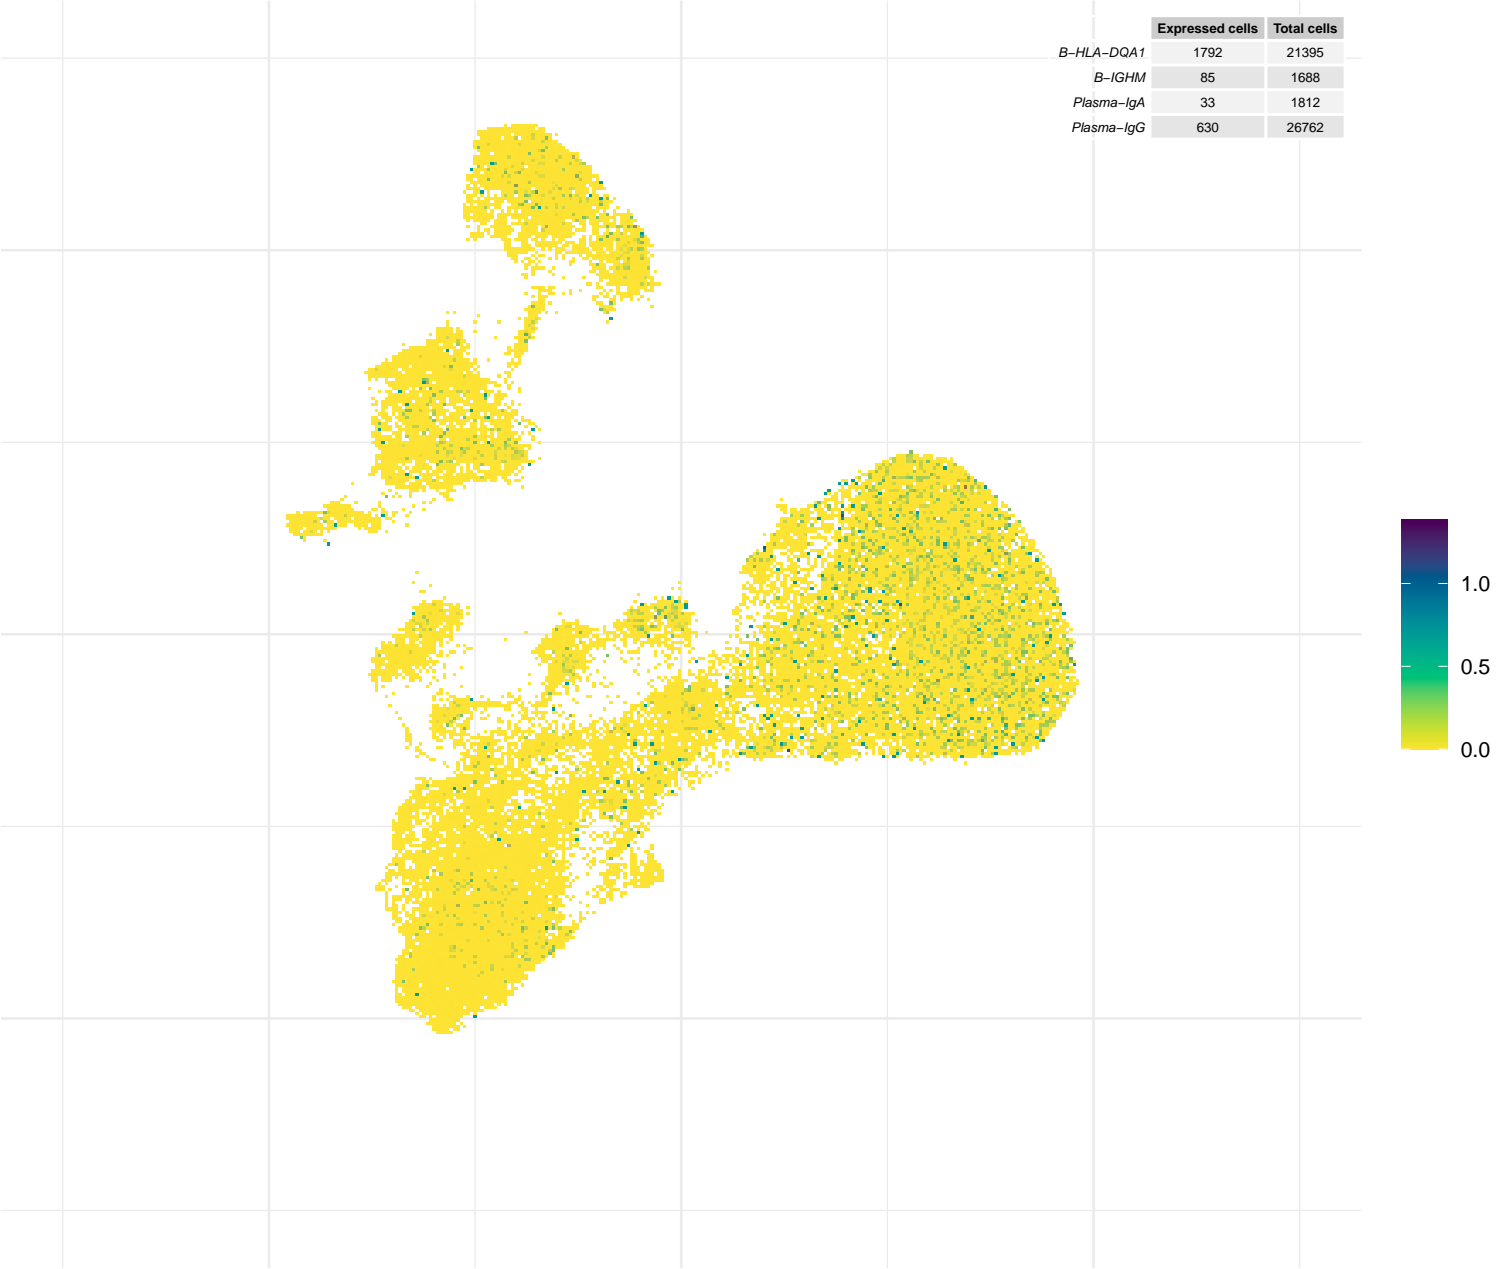 Expressed cells Total cells
B−HLA−DQA1 1792 21395
B−IGHM 85 1688
Plasma−IgA 33 1812
Plasma−IgG 630 26762
1.0
0.5
0.0